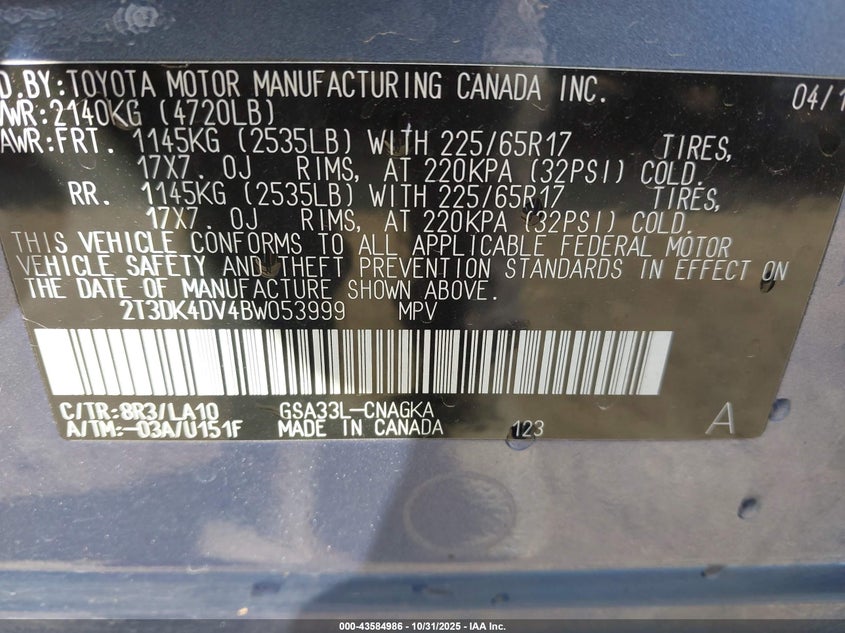 D.BY:TOYOTA MOTOR MANUFACTURING CANADA INC. 04/1
VWR:2140KG (4720LB)
AWR:FRT. 1145KG (2535LB) WITH 225/65R17 TIRES,
17X7.0J RIMS, AT 220KPA (32PSI) COLD.
RR. 1145KG (2535LB) WITH 225/65R17 TIRES,
17X7.0J RIMS, AT 220KPA (32PSI) COLD.
THIS VEHICLE CONFORMS TO ALL APPLICABLE FEDERAL MOTOR
VEHICLE SAFETY AND THEFT PREVENTION STANDARDS IN EFFECT ON
THE DATE OF MANUFACTURE SHOWN ABOVE.
2T3DK4DV4BW053999 MPV
C/TR:8R3/LA10 GSA33L-CNAGKA
A/TM:-03A/U151F MADE IN CANADA 123 A
000-43584986 - 10/31/2025 - IAA Inc.